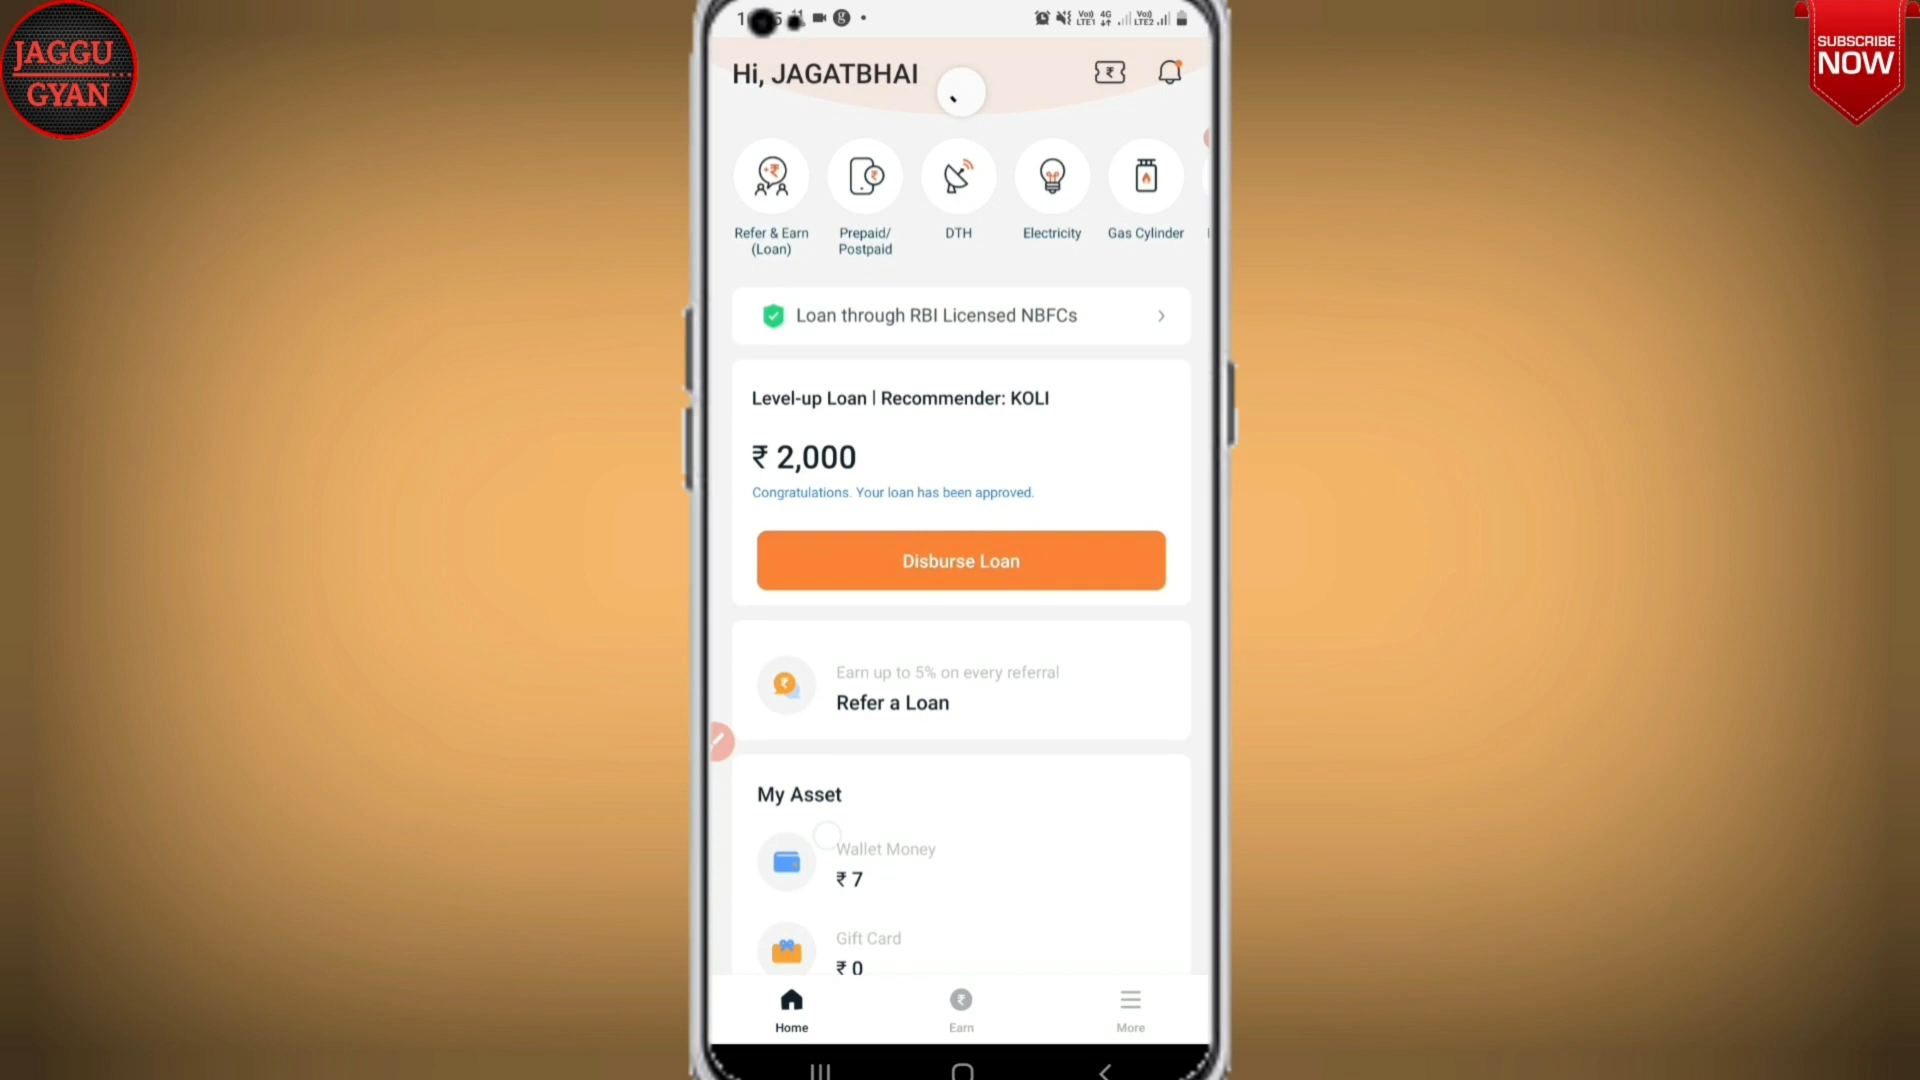 JAGGU
GYAN
SUBSCRIBE
NOW
Hi, JAGATBHAI
Refer & Earn
(Loan)
Prepaid/
Postpaid
DTH
Electricity
Gas Cylinder
Loan through RBI Licensed NBFCs
Level-up Loan | Recommender: KOLI
₹ 2,000
Congratulations. Your loan has been approved.
Disburse Loan
Earn up to 5% on every referral
Refer a Loan
My Asset
Wallet Money
₹ 7
Gift Card
₹ 0
Home
Earn
More